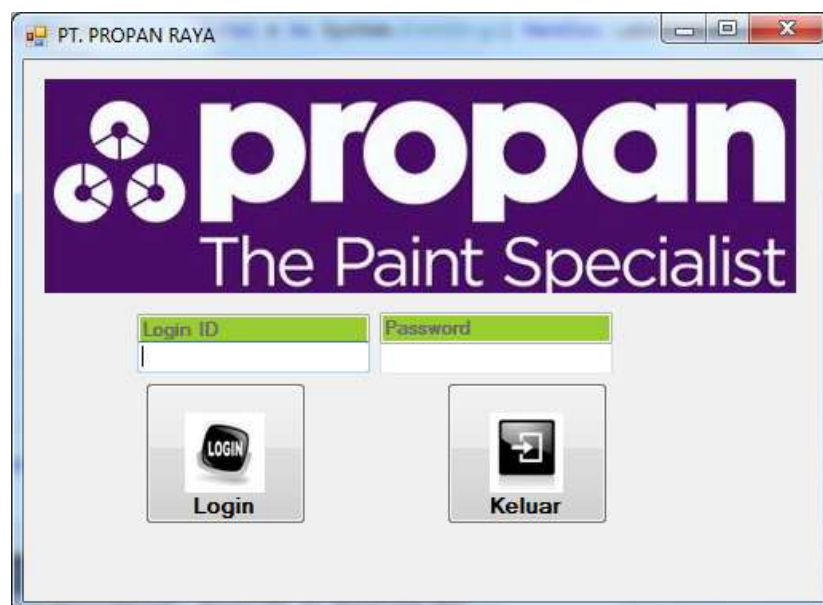 PT. PROPAN RAYA
propan
The Paint Specialist
Login ID Password
LOGIN
Login Keluar